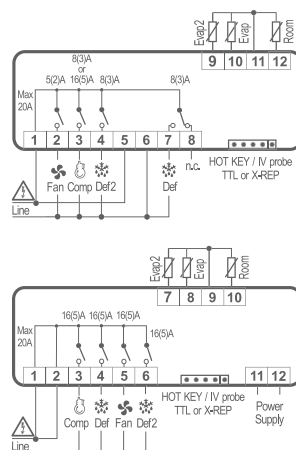 Evap2
Evap
Room
8(3)A
or
5(2)A 16(5)A 8(3)A 8(3)A
9 10 11 12
Max
20A
1 2 3 4 5 6 7 8
n.c.
HOT KEY / IV probe
TTL or X-REP
Fan Comp Def2 Def
Line
Evap2
Evap
Room
7 8 9 10
16(5)A 16(5)A 16(5)A
16(5)A
Max
20A
1 2 3 4 5 6 11 12
HOT KEY / IV probe
TTL or X-REP
Power
Supply
Comp Def Fan Def2
Line